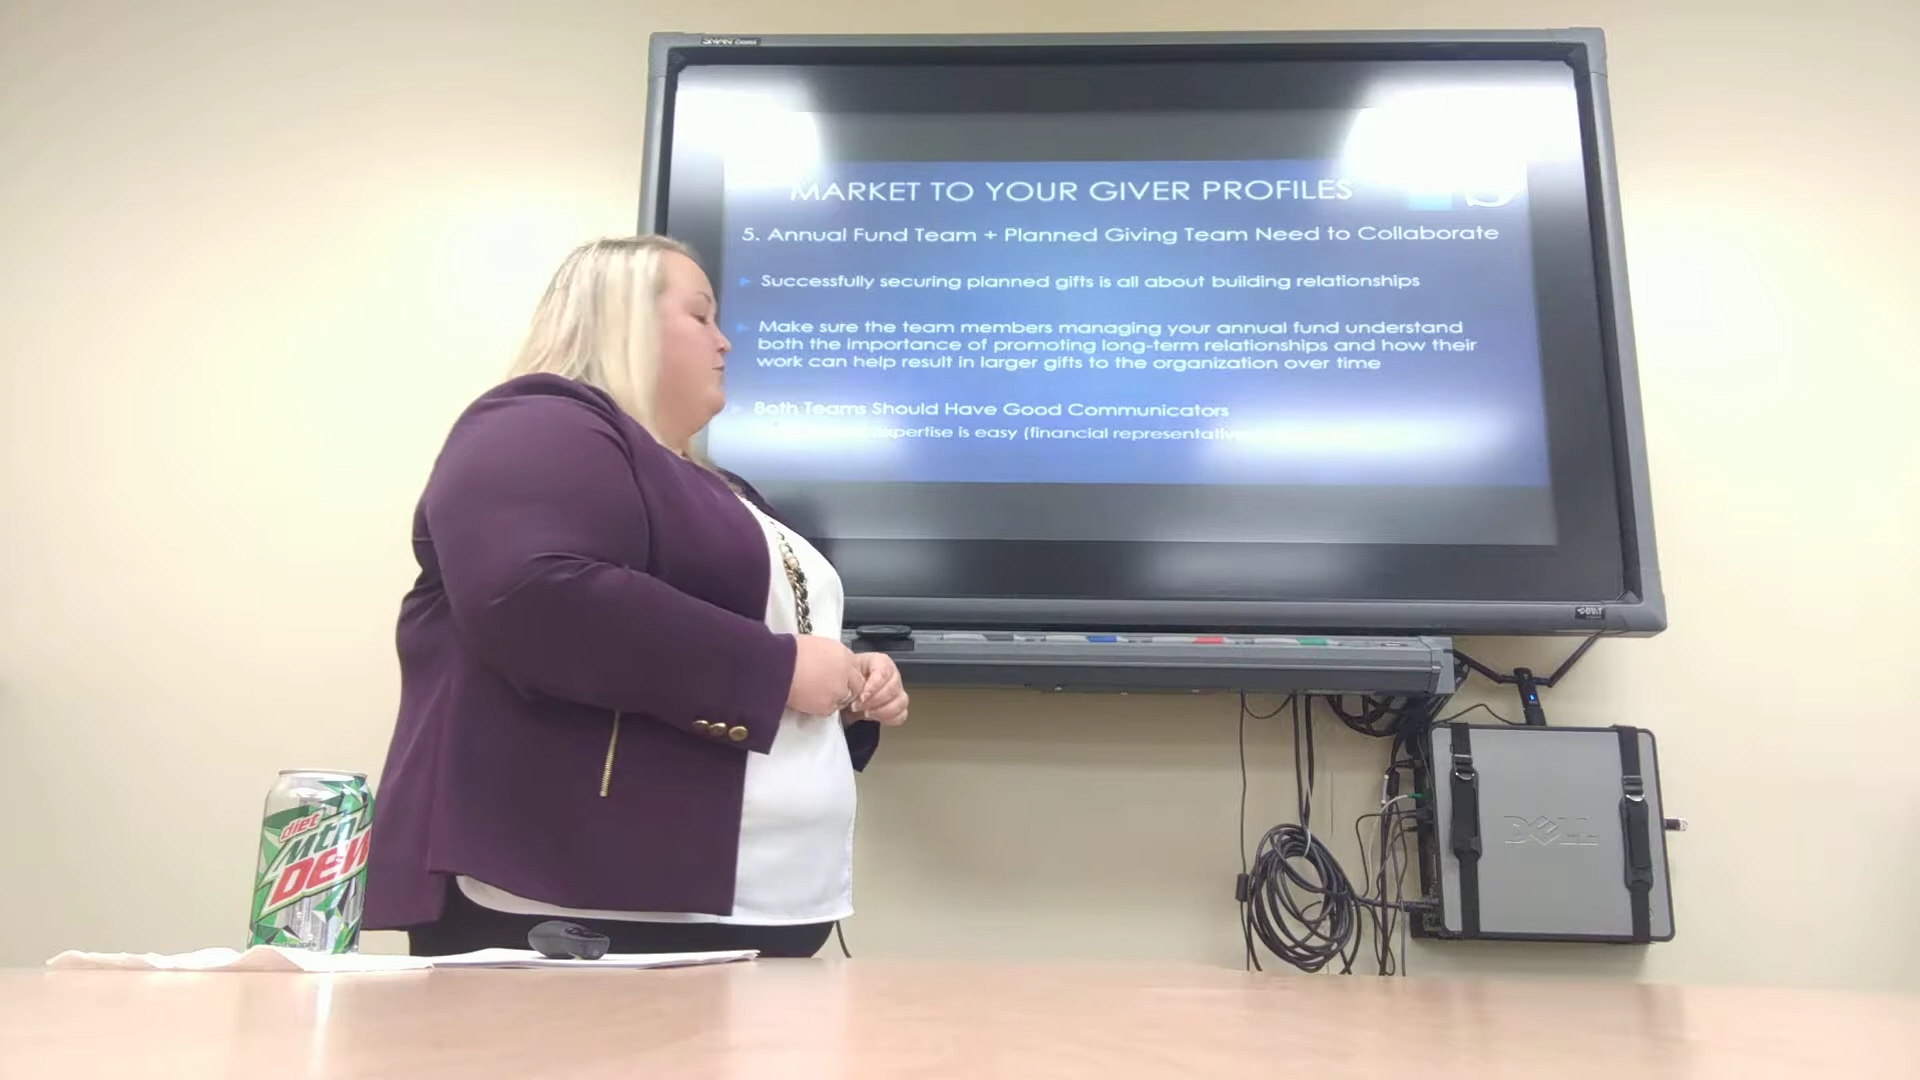 SMART Board
MARKET TO YOUR GIVER PROFILES
5. Annual Fund Team + Planned Giving Team Need to Collaborate
Successfully securing planned gifts is all about building relationships
Make sure the team members managing your annual fund understand
both the importance of promoting long-term relationships and how their
work can help result in larger gifts to the organization over time
Both Teams Should Have Good Communicators
expertise is easy (financial
diet
Mtn
DEW
DELL